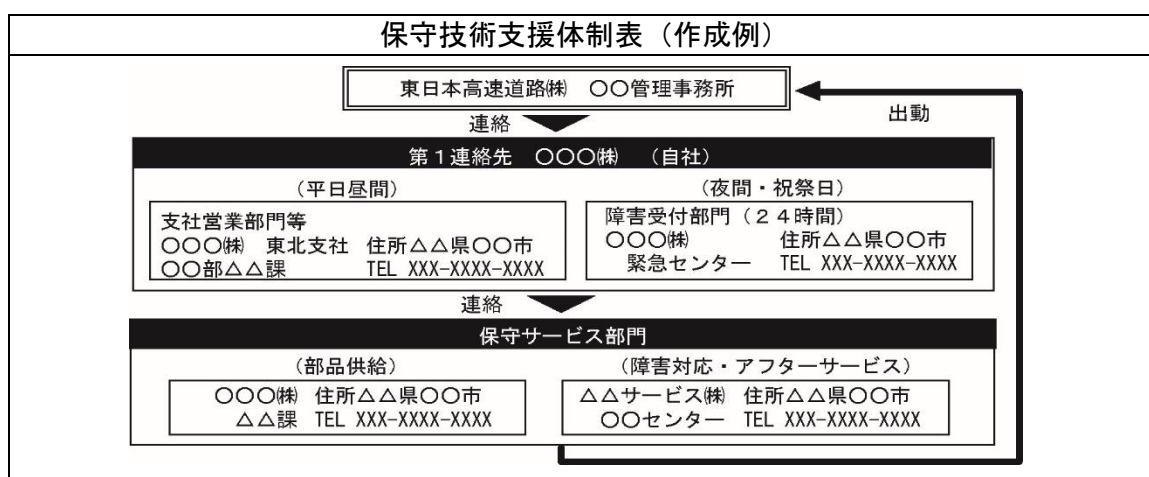 保守技術支援体制表（作成例）
東日本高速道路㈱　〇〇管理事務所
出動
連絡
第１連絡先　〇〇〇㈱　（自社）
（平日昼間）
支社営業部門等
〇〇〇㈱　東北支社　住所△△県〇〇市
〇〇部△△課　TEL XXX-XXXX-XXXX
（夜間・祝祭日）
障害受付部門（２４時間）
〇〇〇㈱　住所△△県〇〇市
緊急センター　TEL XXX-XXXX-XXXX
連絡
保守サービス部門
（部品供給）
〇〇〇㈱　住所△△県〇〇市
△△課　TEL XXX-XXXX-XXXX
（障害対応・アフターサービス）
△△サービス㈱　住所△△県〇〇市
〇〇センター　TEL XXX-XXXX-XXXX